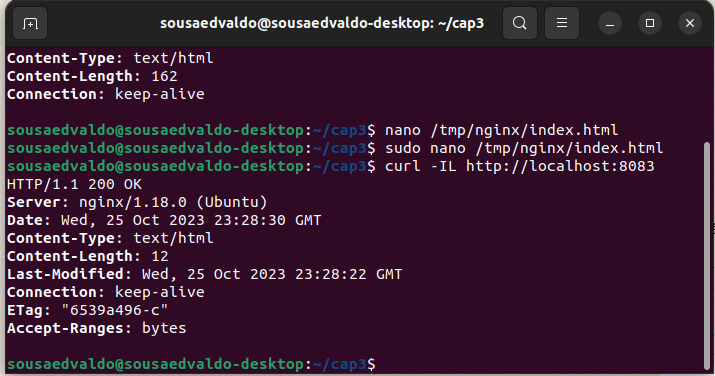 sousaedvaldo@sousaedvaldo-desktop: ~/cap3
Content-Type: text/html
Content-Length: 162
Connection: keep-alive
sousaedvaldo@sousaedvaldo-desktop:~/cap3$ nano /tmp/nginx/index.html
sousaedvaldo@sousaedvaldo-desktop:~/cap3$ sudo nano /tmp/nginx/index.html
sousaedvaldo@sousaedvaldo-desktop:~/cap3$ curl -IL http://localhost:8083
HTTP/1.1 200 OK
Server: nginx/1.18.0 (Ubuntu)
Date: Wed, 25 Oct 2023 23:28:30 GMT
Content-Type: text/html
Content-Length: 12
Last-Modified: Wed, 25 Oct 2023 23:28:22 GMT
Connection: keep-alive
ETag: "6539a496-c"
Accept-Ranges: bytes
sousaedvaldo@sousaedvaldo-desktop:~/cap3$